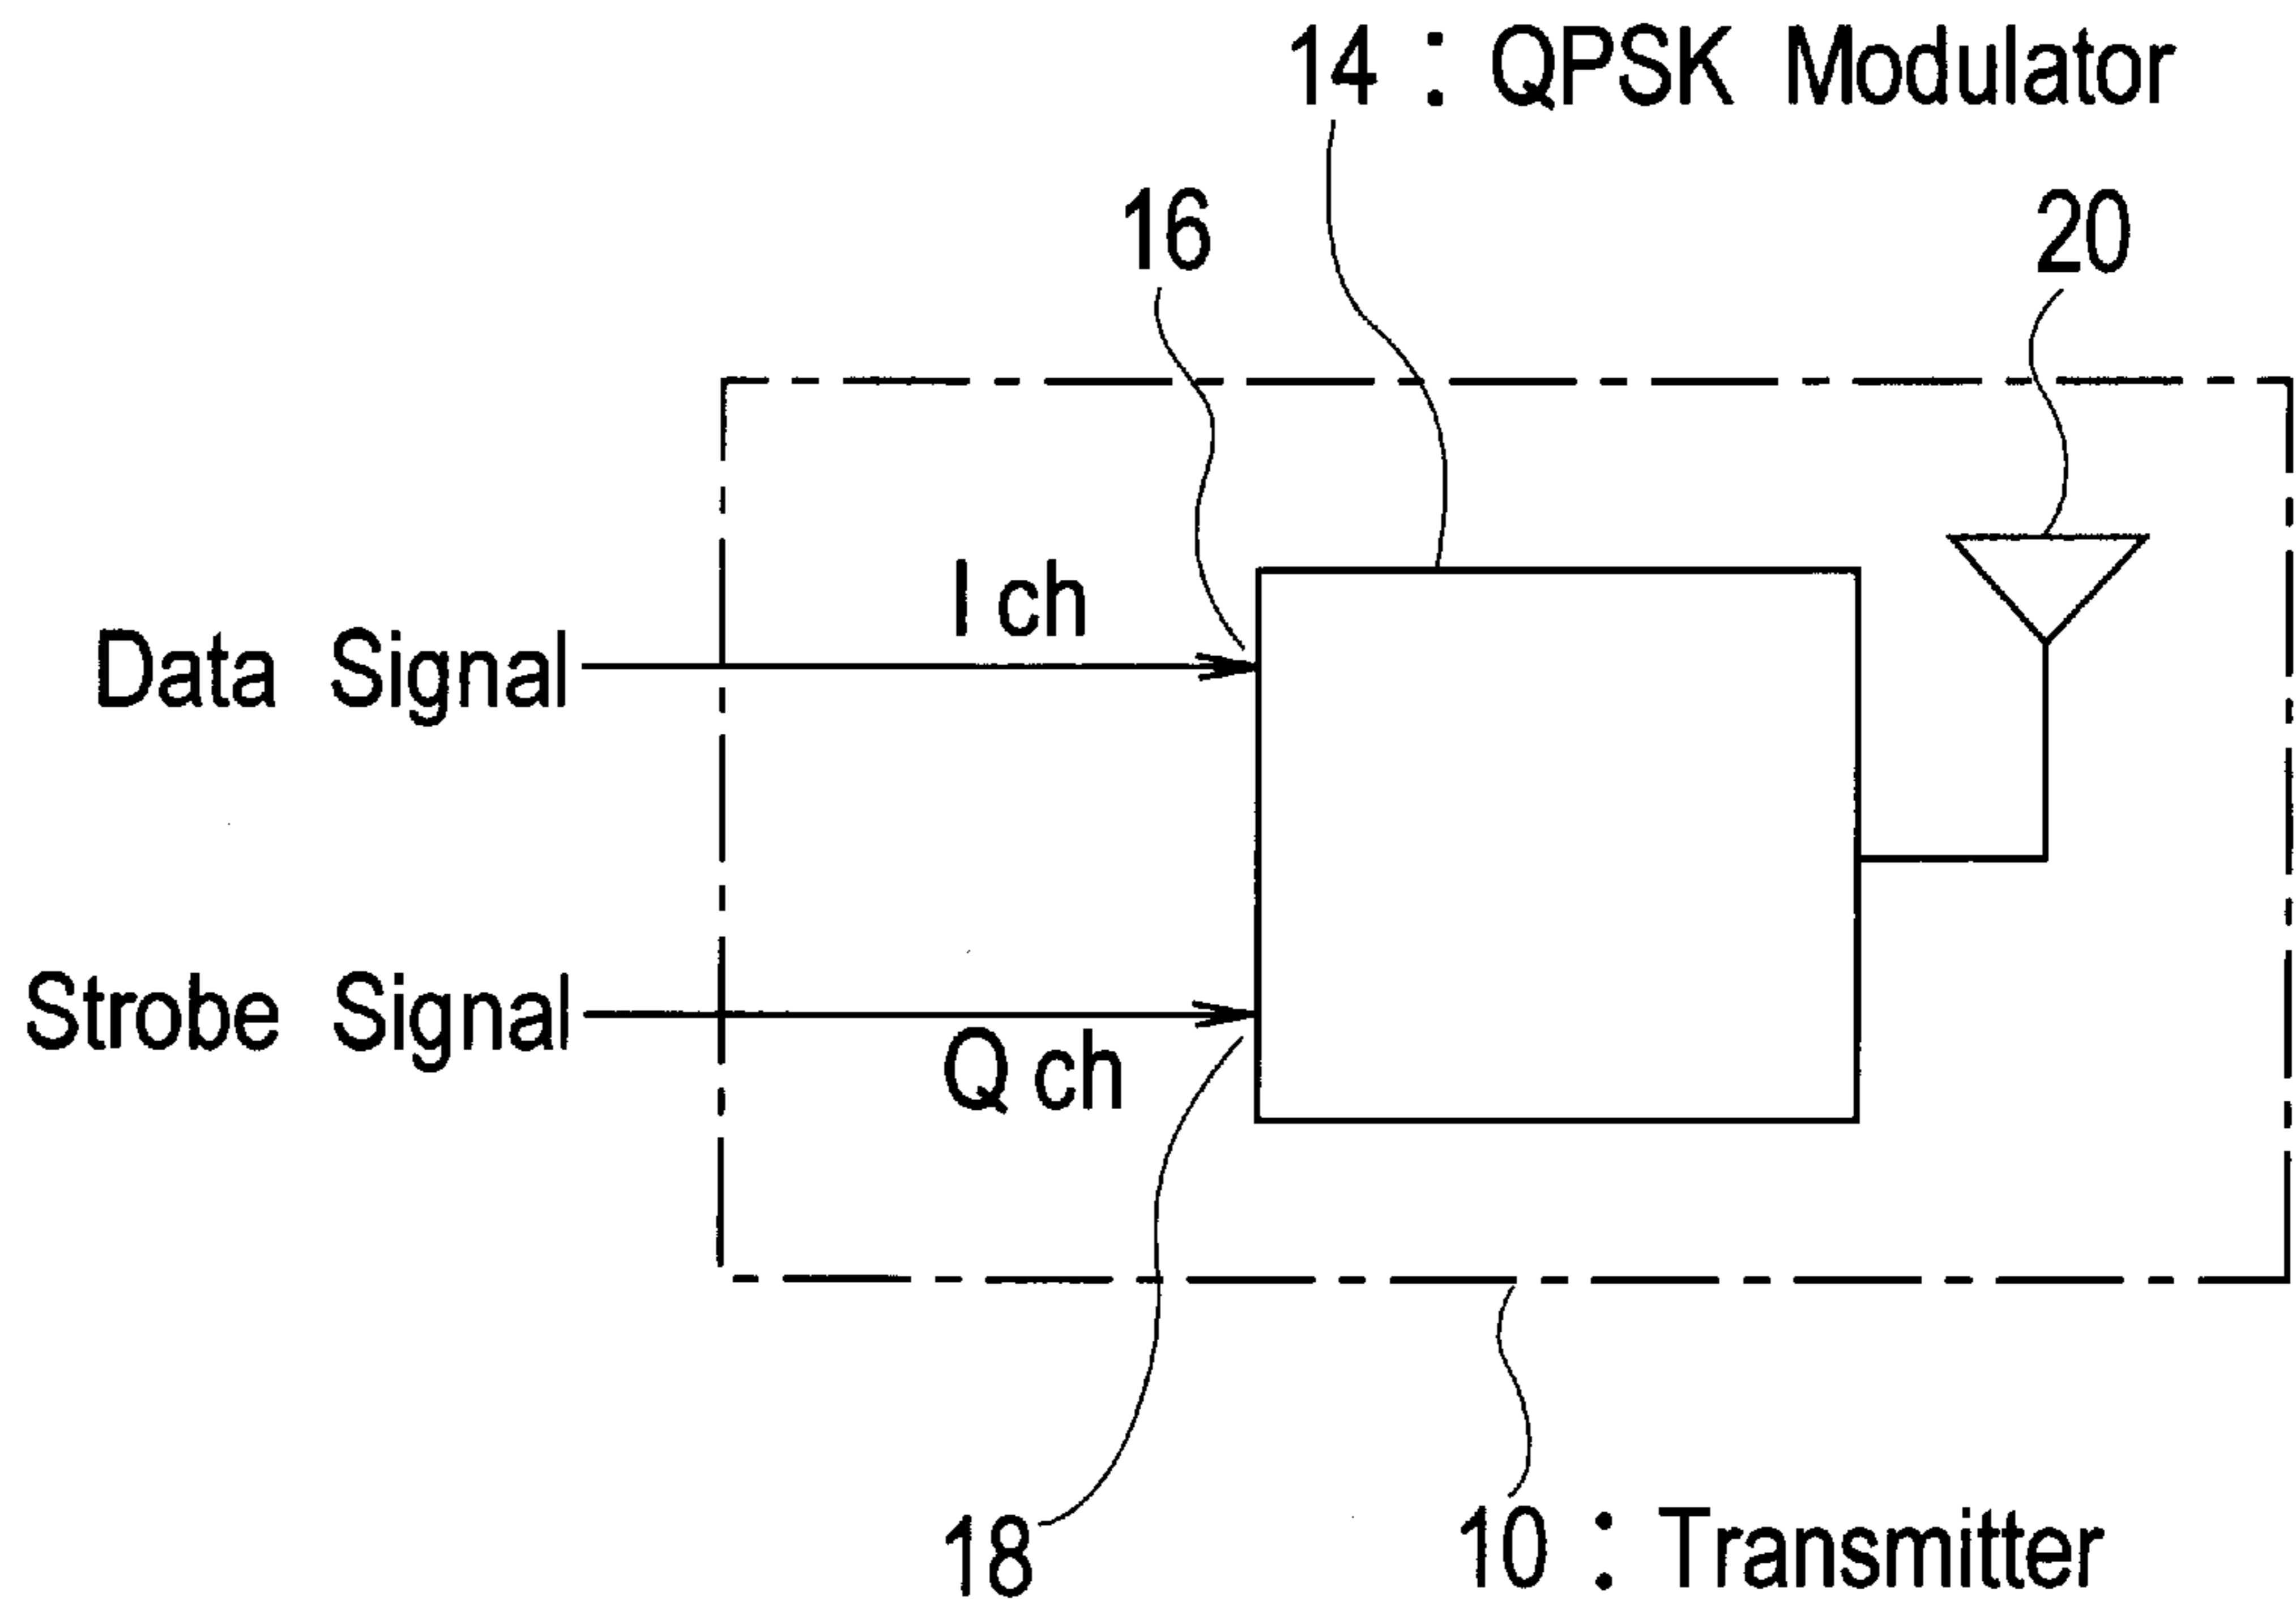 14 : QPSK Modulator
16
20
I ch
Data Signal
Strobe Signal
Q ch
18
10 : Transmitter